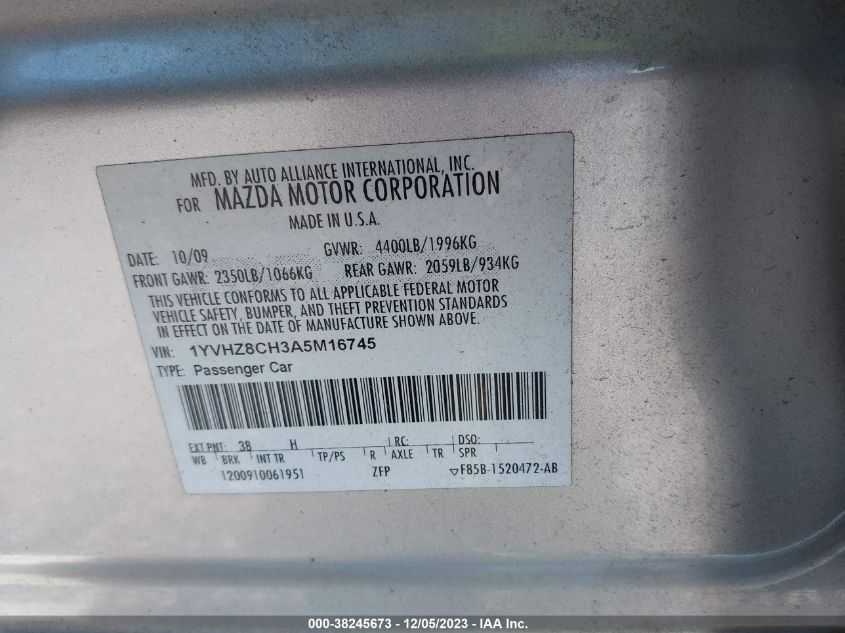 MFD. BY AUTO ALLIANCE INTERNATIONAL, INC.
FOR MAZDA MOTOR CORPORATION
MADE IN U.S.A.
DATE: 10/09 GVWR: 4400LB/1996KG
FRONT GAWR: 2350LB/1066KG REAR GAWR: 2059LB/934KG
THIS VEHICLE CONFORMS TO ALL APPLICABLE FEDERAL MOTOR
VEHICLE SAFETY, BUMPER, AND THEFT PREVENTION STANDARDS
IN EFFECT ON THE DATE OF MANUFACTURE SHOWN ABOVE.
VIN: 1YVHZ8CH3A5M16745
TYPE: Passenger Car
EXT PNT: 38 H RC: DSO:
WB BRK INT TR TP/PS R AXLE TR SPR
1200910061951 ZFP F85B-1520472-AB
000-38245673 - 12/05/2023 - IAA Inc.